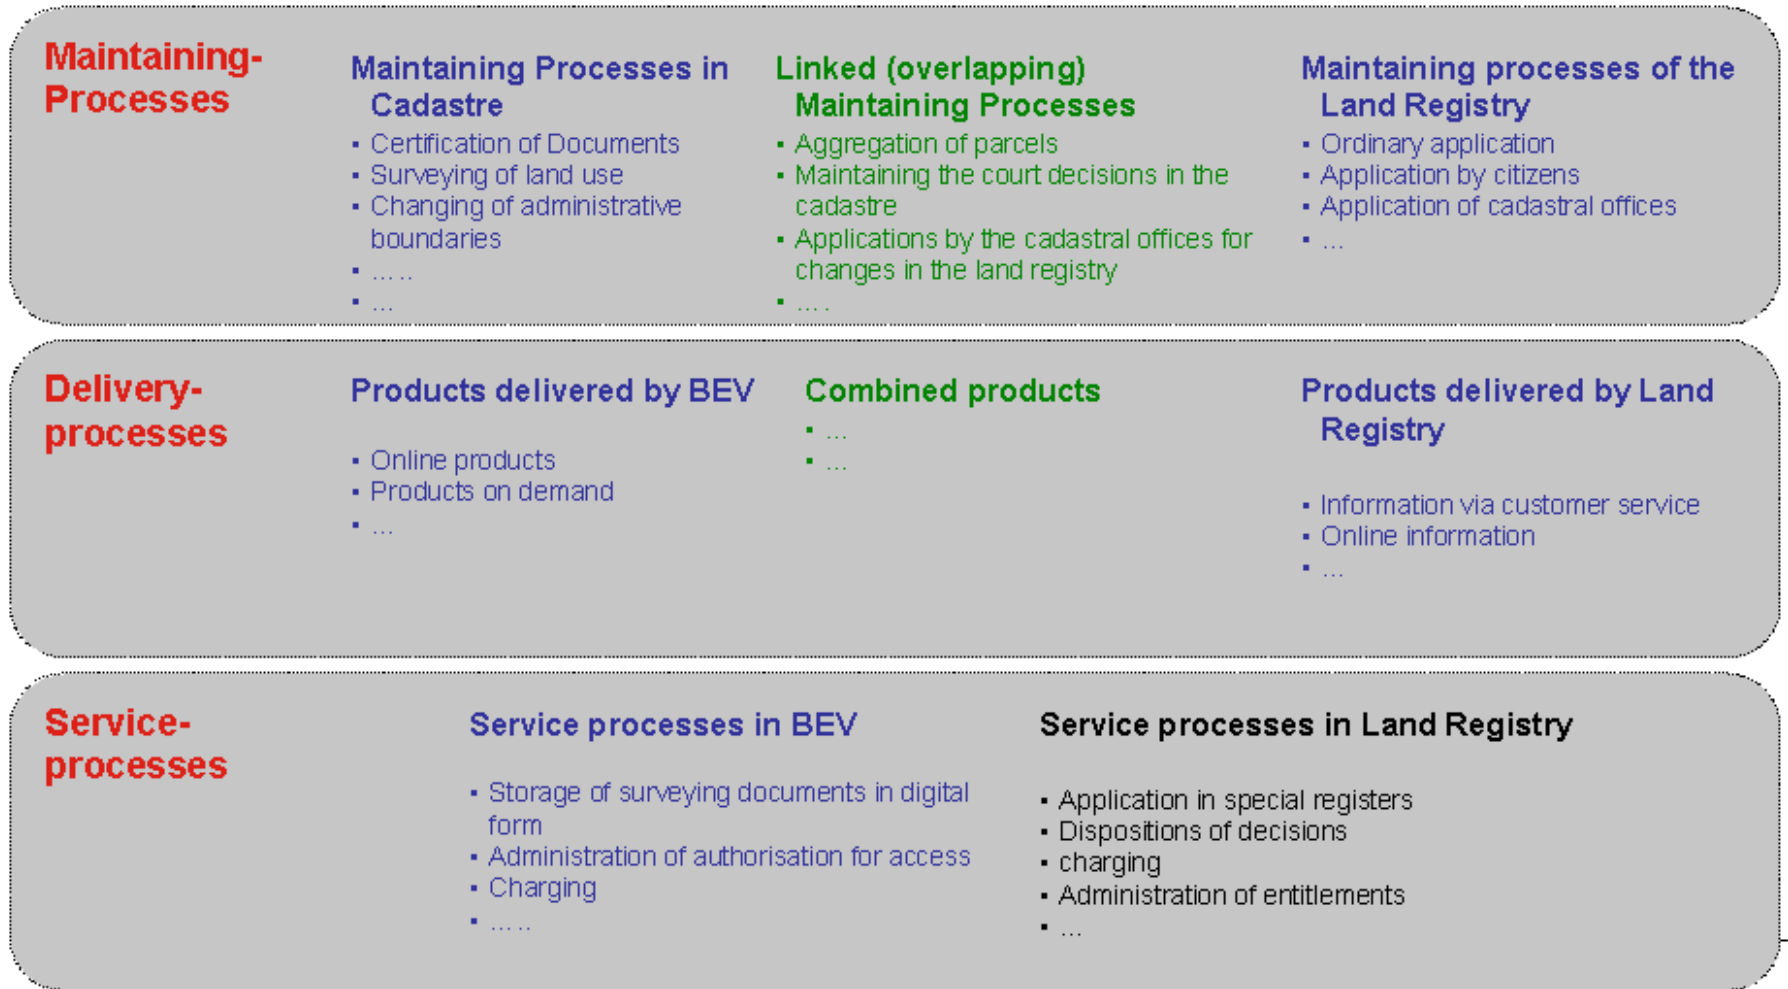 Maintaining-
Processes
Maintaining Processes in
Cadastre
▪ Certification of Documents
▪ Surveying of land use
▪ Changing of administrative
boundaries
▪ .. ...
▪ ...
Linked (overlapping)
Maintaining Processes
▪ Aggregation of parcels
▪ Maintaining the court decisions in the
cadastre
▪ Applications by the cadastral offices for
changes in the land registry
▪ ... .
Maintaining processes of the
Land Registry
▪ Ordinary application
▪ Application by citizens
▪ Application of cadastral offices
▪ ...
Delivery-
processes
Products delivered by BEV
▪ Online products
▪ Products on demand
▪ ...
Combined products
▪ ...
▪ ...
Products delivered by Land
Registry
▪ Information via customer service
▪ Online information
▪ ...
Service-
processes
Service processes in BEV
▪ Storage of surveying documents in digital
form
▪ Administration of authorisation for access
▪ Charging
▪ ... ..
Service processes in Land Registry
▪ Application in special registers
▪ Dispositions of decisions
▪ charging
▪ Administration of entitlements
▪ ...